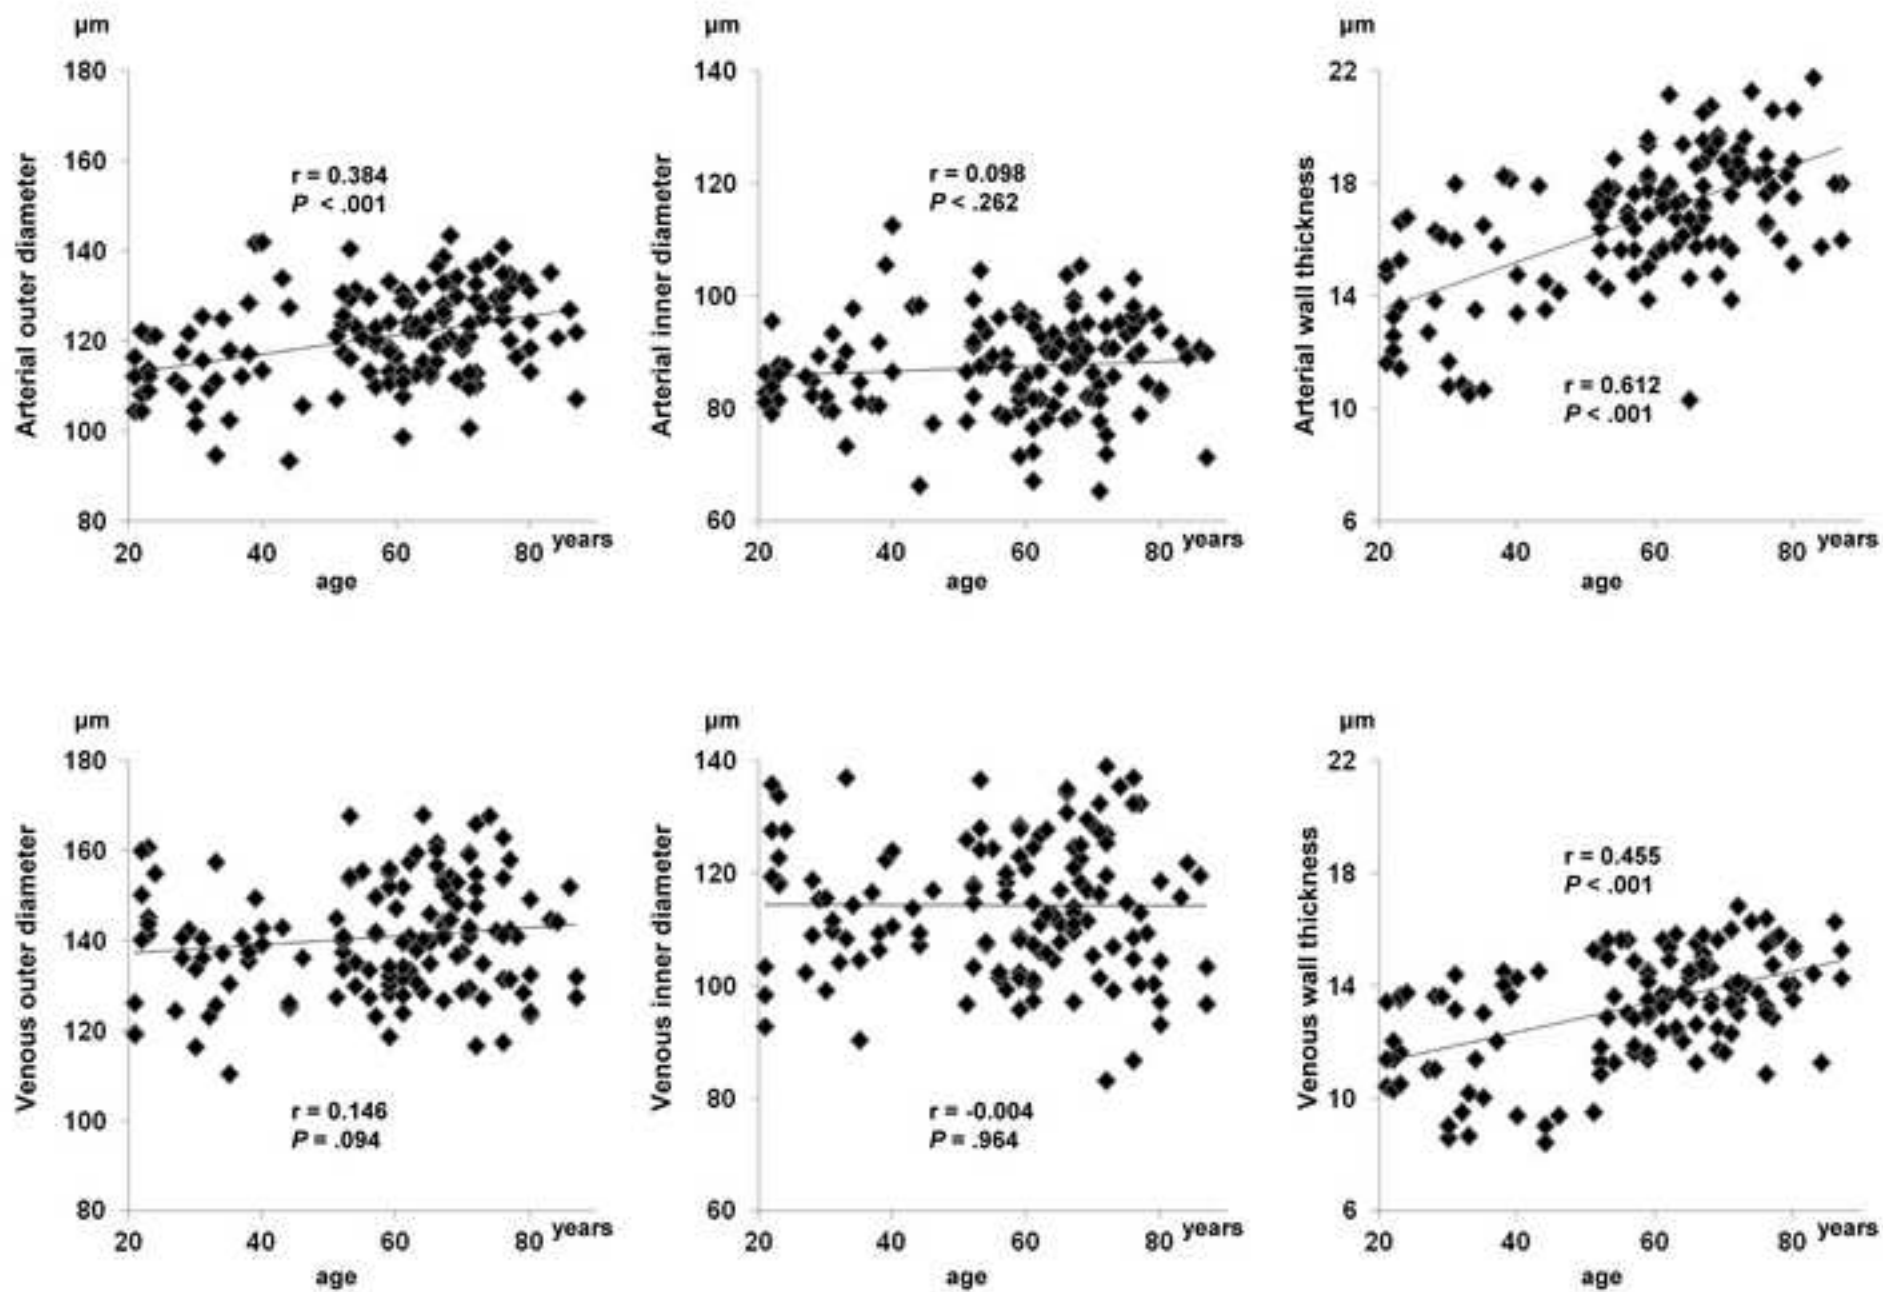 µm
µm
µm
180
160
140
120
100
80
Arterial outer diameter
r = 0.384
P < .001
20
40
60
80
years
age
140
120
100
80
60
Arterial inner diameter
r = 0.098
P < .262
20
40
60
80
years
age
22
18
14
10
6
Arterial wall thickness
r = 0.612
P < .001
20
40
60
80
years
age
µm
µm
µm
180
160
140
120
100
80
Venous outer diameter
r = 0.146
P = .094
20
40
60
80
years
age
140
120
100
80
60
Venous inner diameter
r = -0.004
P = .964
20
40
60
80
years
age
22
18
14
10
6
Venous wall thickness
r = 0.455
P < .001
20
40
60
80
years
age